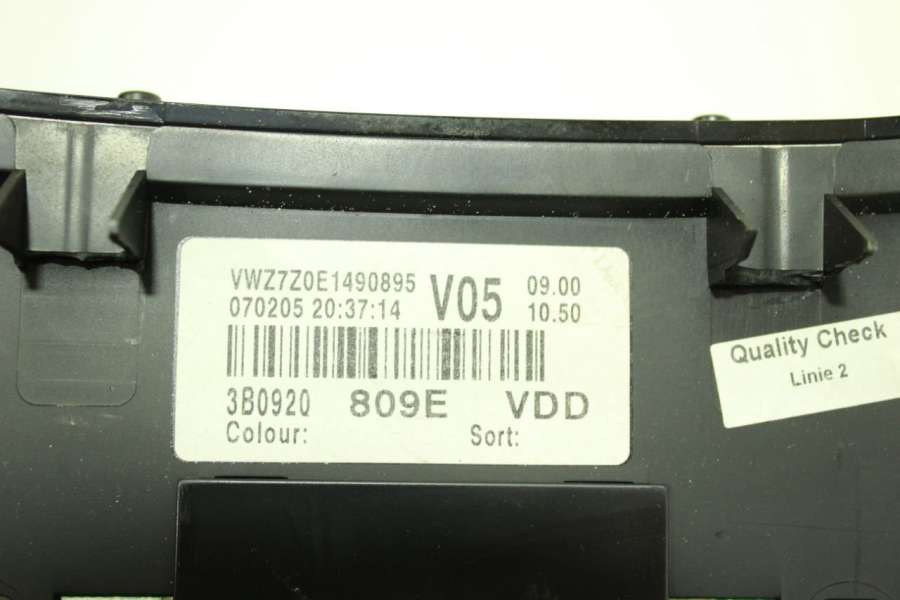 VWZ7Z0E1490895 V05 09.00
070205 20:37:14 10.50
3B0920 809E VDD
Colour: Sort:
Quality Check
Linie 2